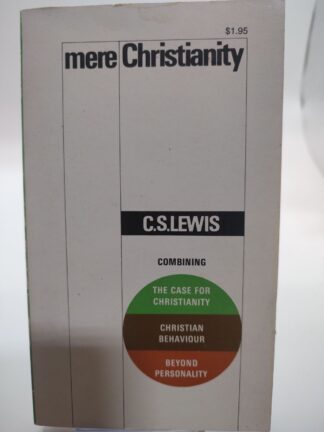 $1.95
mere Christianity
C.S.LEWIS
COMBINING
THE CASE FOR
CHRISTIANITY
CHRISTIAN
BEHAVIOUR
BEYOND
PERSONALITY